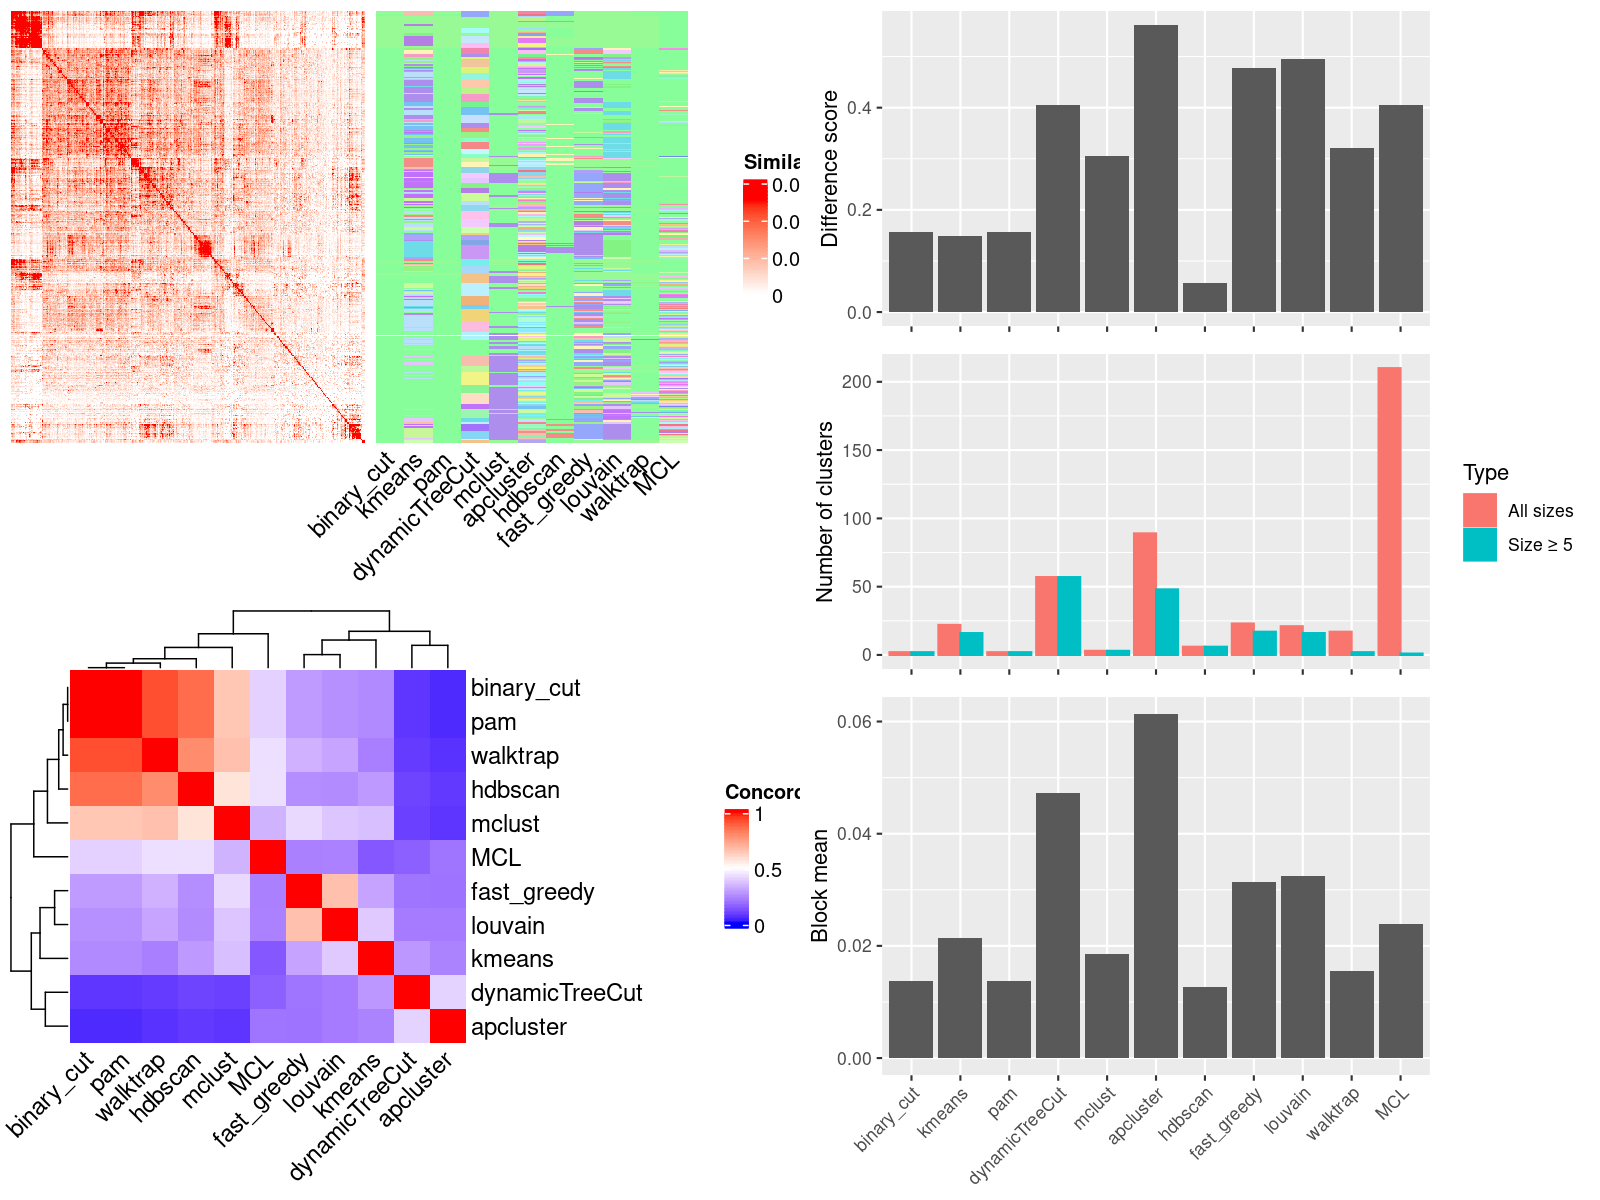 Simila
0.0
0.0
0.0
0
binary_cut
kmeans
pam
dynamicTreeCut
mclust
apcluster
hdbscan
fast_greedy
louvain
walktrap
MCL
binary_cut
pam
walktrap
hdbscan
mclust
MCL
fast_greedy
louvain
kmeans
dynamicTreeCut
apcluster
binary_cut
pam
walktrap
hdbscan
mclust
MCL
fast_greedy
louvain
kmeans
dynamicTreeCut
apcluster
Concord
1
0.5
0
Difference score
0.4
0.2
0.0
Number of clusters
200
150
100
50
0
Type
All sizes
Size ≥ 5
Block mean
0.06
0.04
0.02
0.00
binary_cut
kmeans
pam
dynamicTreeCut
mclust
apcluster
hdbscan
fast_greedy
louvain
walktrap
MCL